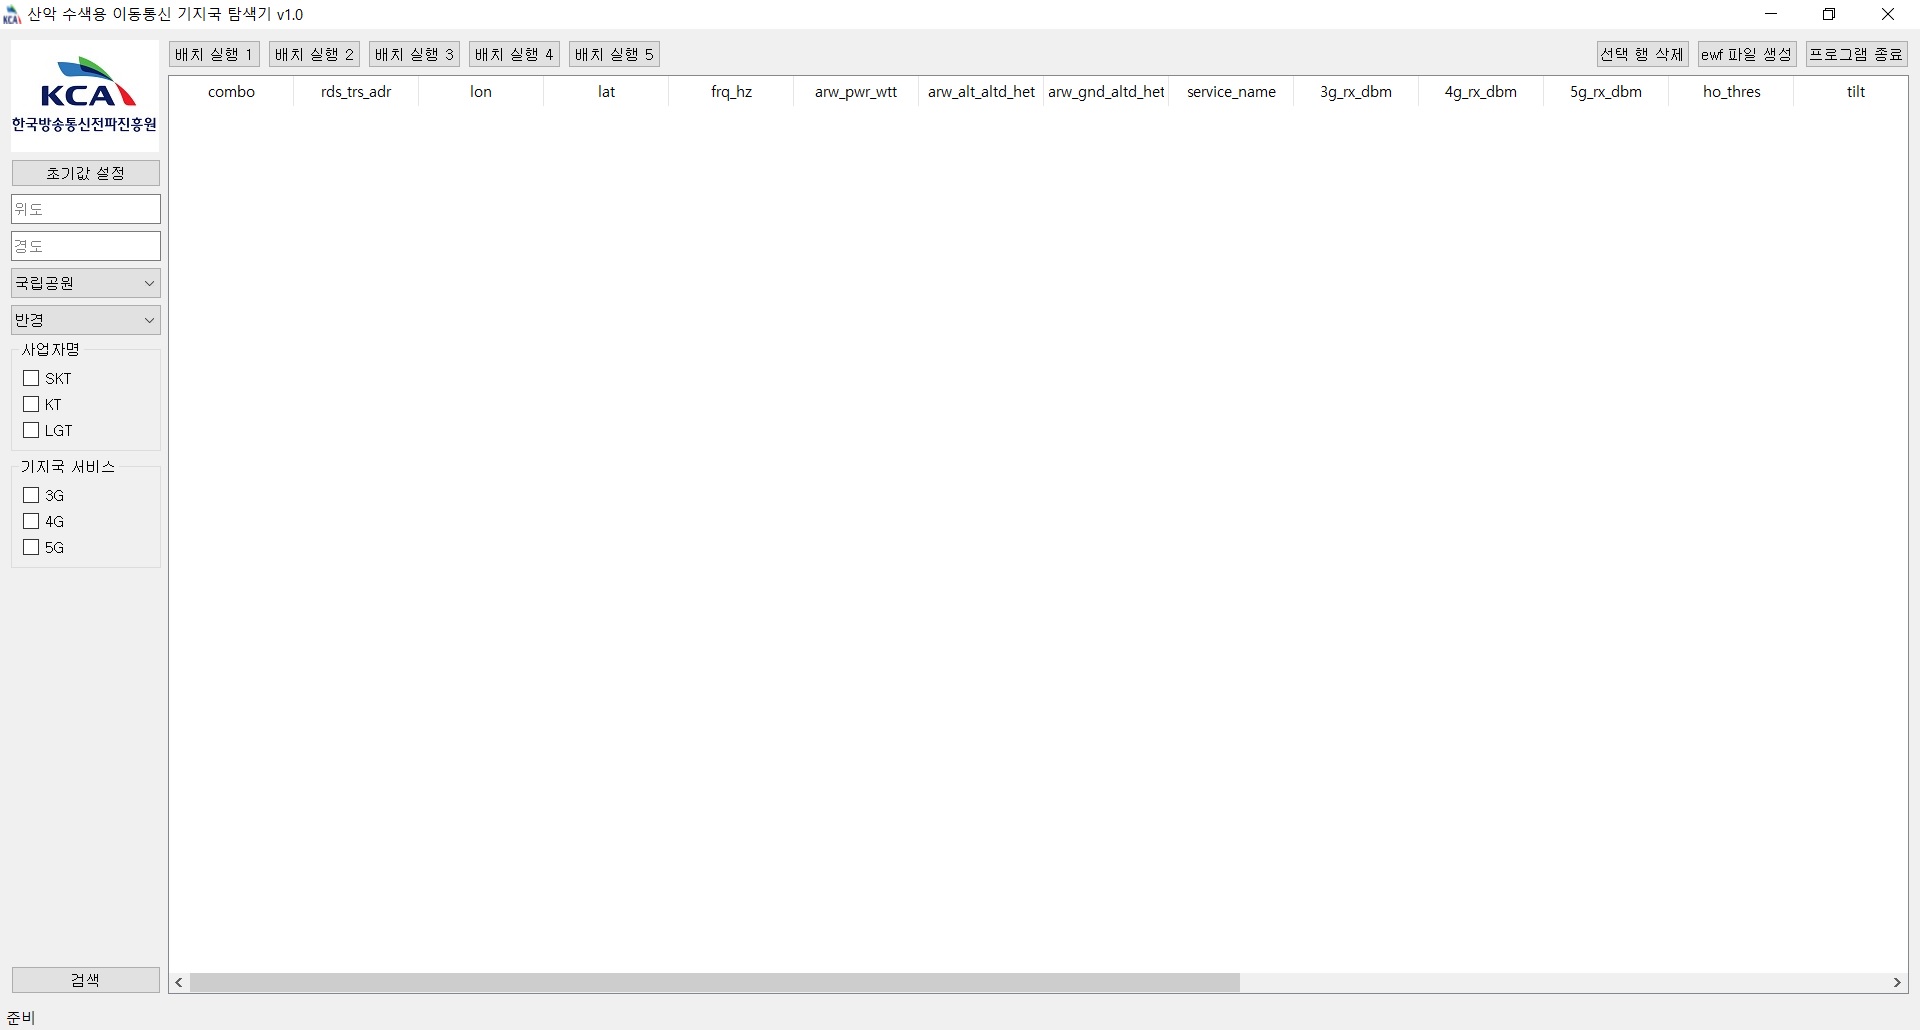 산악 수색용 이동통신 기지국 탐색기 v1.0
KCA
한국방송통신전파진흥원
배치 실행 1 배치 실행 2 배치 실행 3 배치 실행 4 배치 실행 5 선택 행 삭제 ewf 파일 생성 프로그램 종료
combo rds_trs_adr lon lat frq_hz arw_pwr_wtt arw_alt_altd_het arw_gnd_altd_het service_name 3g_rx_dbm 4g_rx_dbm 5g_rx_dbm ho_thres tilt
초기값 설정
위도
경도
국립공원
반경
사업자명
SKT
KT
LGT
기지국 서비스
3G
4G
5G
검색
준비